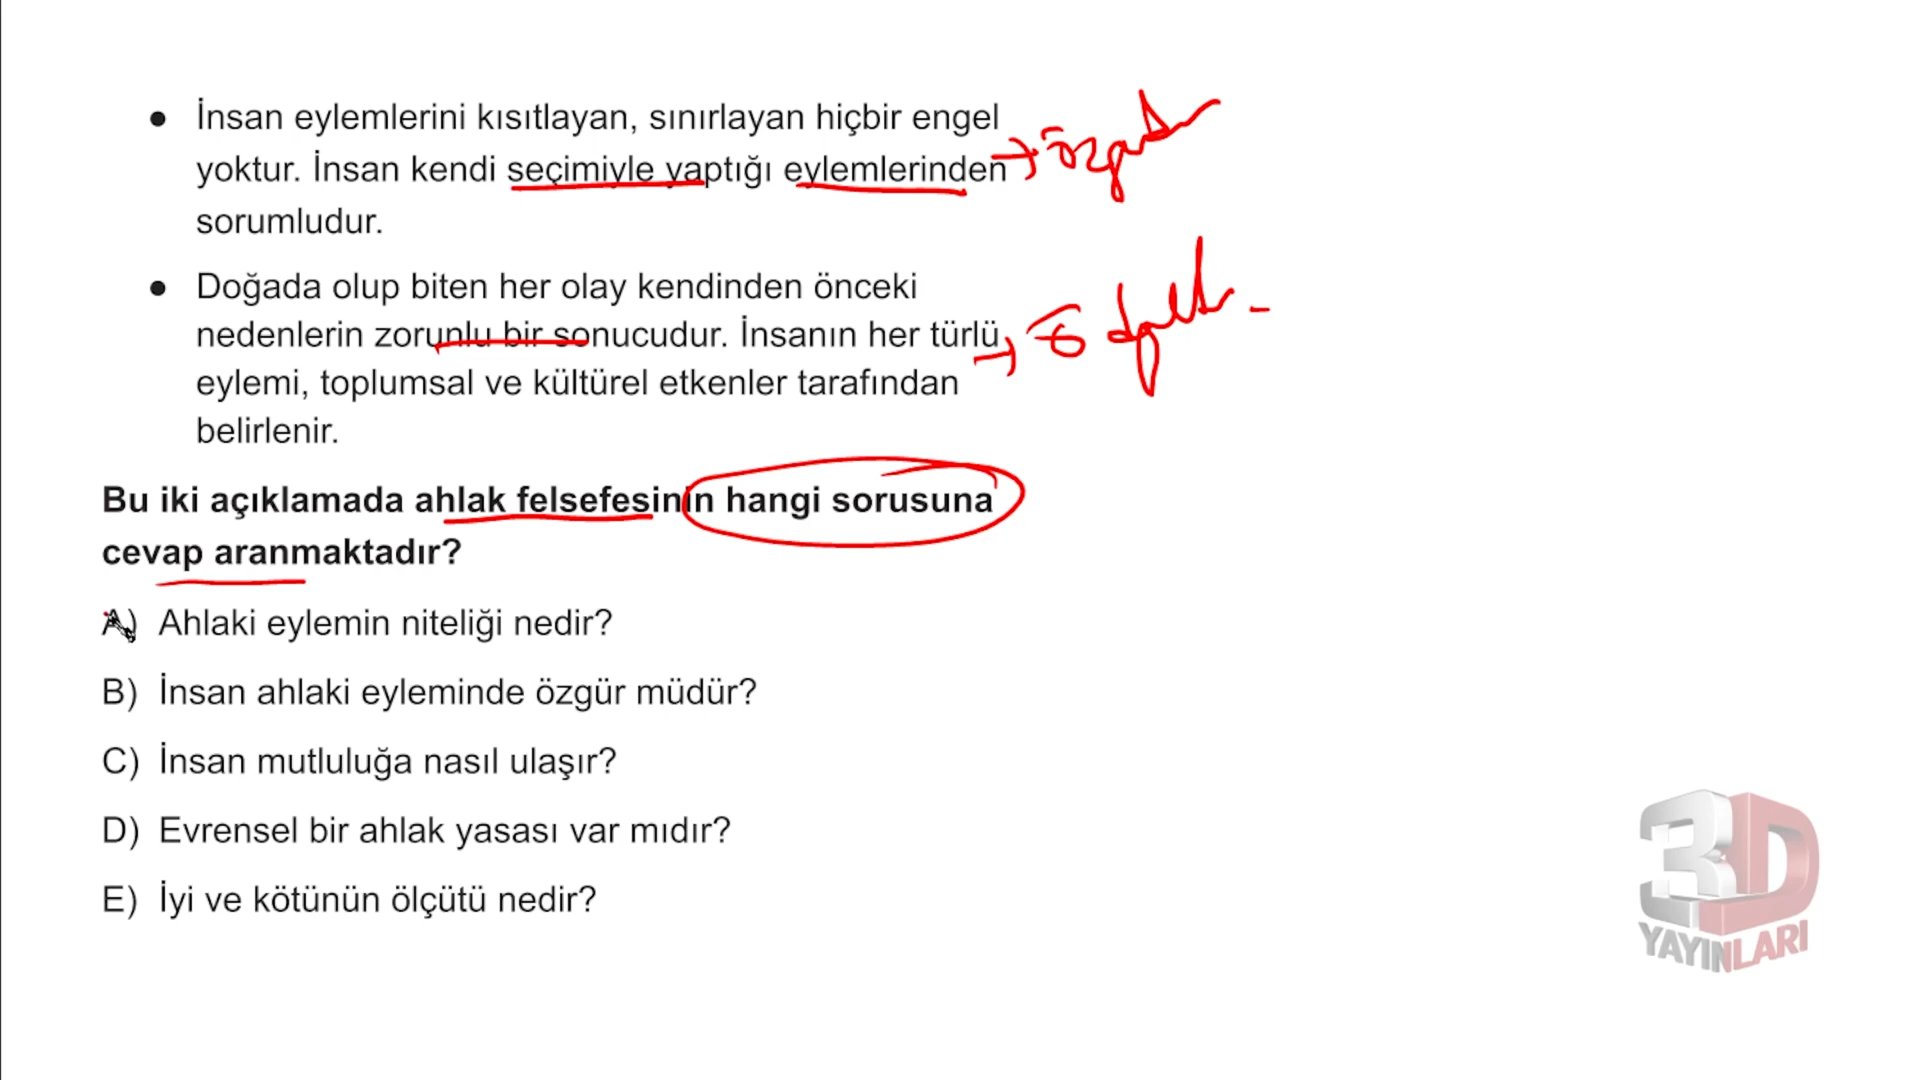 ● İnsan eylemlerini kısıtlayan, sınırlayan hiçbir engel
yoktur. İnsan kendi seçimiyle yaptığı eylemlerinden
sorumludur.
● Doğada olup biten her olay kendinden önceki
nedenlerin zorunlu bir sonucudur. İnsanın her türlü
eylemi, toplumsal ve kültürel etkenler tarafından
belirlenir.
Bu iki açıklamada ahlak felsefesinin hangi sorusuna
cevap aranmaktadır?
A) Ahlaki eylemin niteliği nedir?
B) İnsan ahlaki eyleminde özgür müdür?
C) İnsan mutluluğa nasıl ulaşır?
D) Evrensel bir ahlak yasası var mıdır?
E) İyi ve kötünün ölçütü nedir?
3D
YAYINLARI